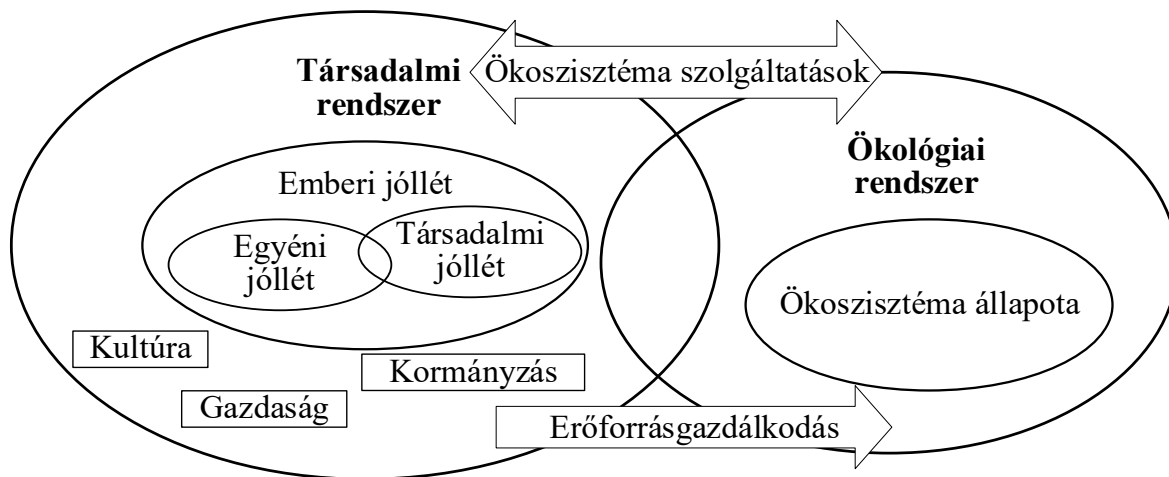 Társadalmi
rendszer
Ökoszisztéma szolgáltatások
Ökológiai
rendszer
Emberi jóllét
Egyéni
jóllét
Társadalmi
jóllét
Ökoszisztéma állapota
Kultúra
Kormányzás
Gazdaság
Erőforrásgazdálkodás